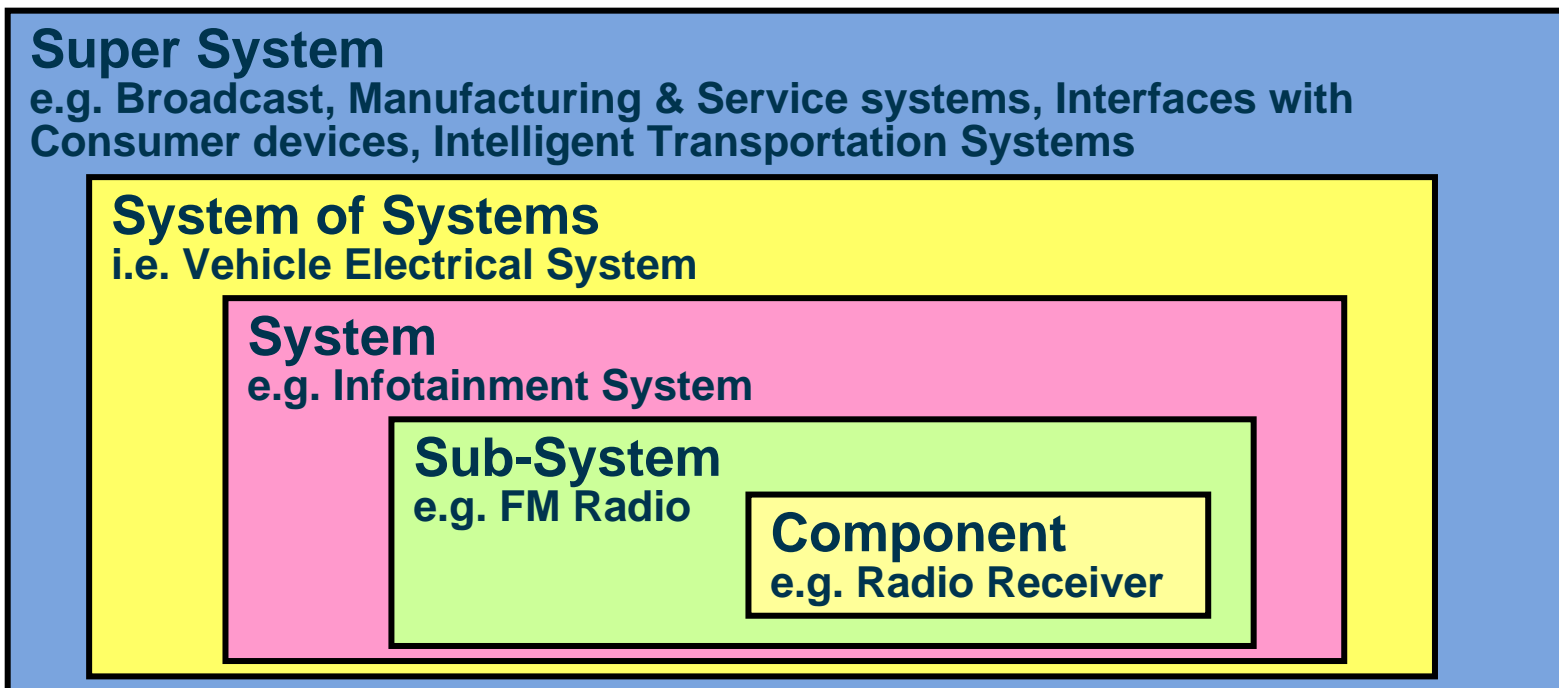 Super System
e.g. Broadcast, Manufacturing & Service systems, Interfaces with
Consumer devices, Intelligent Transportation Systems
System of Systems
i.e. Vehicle Electrical System
System
e.g. Infotainment System
Sub-System
e.g. FM Radio
Component
e.g. Radio Receiver